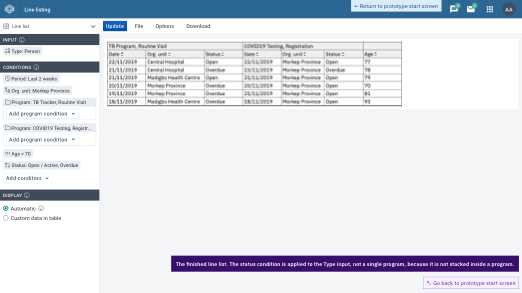 Line listing
Return to prototype start screen
AA
Line list
Update File Options Download
INPUT
Type: Person
CONDITIONS
Period: Last 2 weeks
Org. unit: Morkep Province
Program: TB Tracker, Routine Visit
Add program condition
Program: COVID19 Testing, Registr...
Add program condition
Age > 70
Status: Open / Active, Overdue
Add condition
DISPLAY
Automatic
Custom data in table
TB Program, Routine Visit COVID19 Testing, Registration
Date Org. unit Status Date Org. unit Status Age
22/11/2019 Central Hospital Open 22/11/2019 Morkep Province Open 77
21/11/2019 Central Hospital Open 23/11/2019 Morkep Province Overdue 78
21/11/2019 Madigbo Health Centre Open 21/11/2019 Morkep Province Open 79
20/11/2019 Morkep Province Overdue 20/11/2019 Morkep Province Overdue 70
19/11/2019 Morkep Province Overdue 21/11/2019 Morkep Province Open 81
18/11/2019 Madigbo Health Centre Overdue 18/11/2019 Morkep Province Open 93
The finished line list. The status condition is applied to the Type input, not a single program, because it is not stacked inside a program.
Go back to prototype start screen